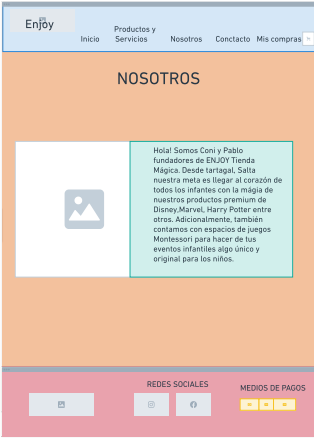 Enjoy
Productos y
Inicio Servicios Nosotros Conctacto Mis compras
NOSOTROS
Hola! Somos Coni y Pablo
fundadores de ENJOY Tienda
Mágica. Desde tartagal, Salta
nuestra meta es llegar al corazón de
todos los infantes con la mágia de
nuestros productos premium de
Disney,Marvel, Harry Potter entre
otros. Adicionalmente, también
contamos con espacios de juegos
Montessori para hacer de tus
eventos infantiles algo único y
original para los niños.
REDES SOCIALES
MEDIOS DE PAGOS